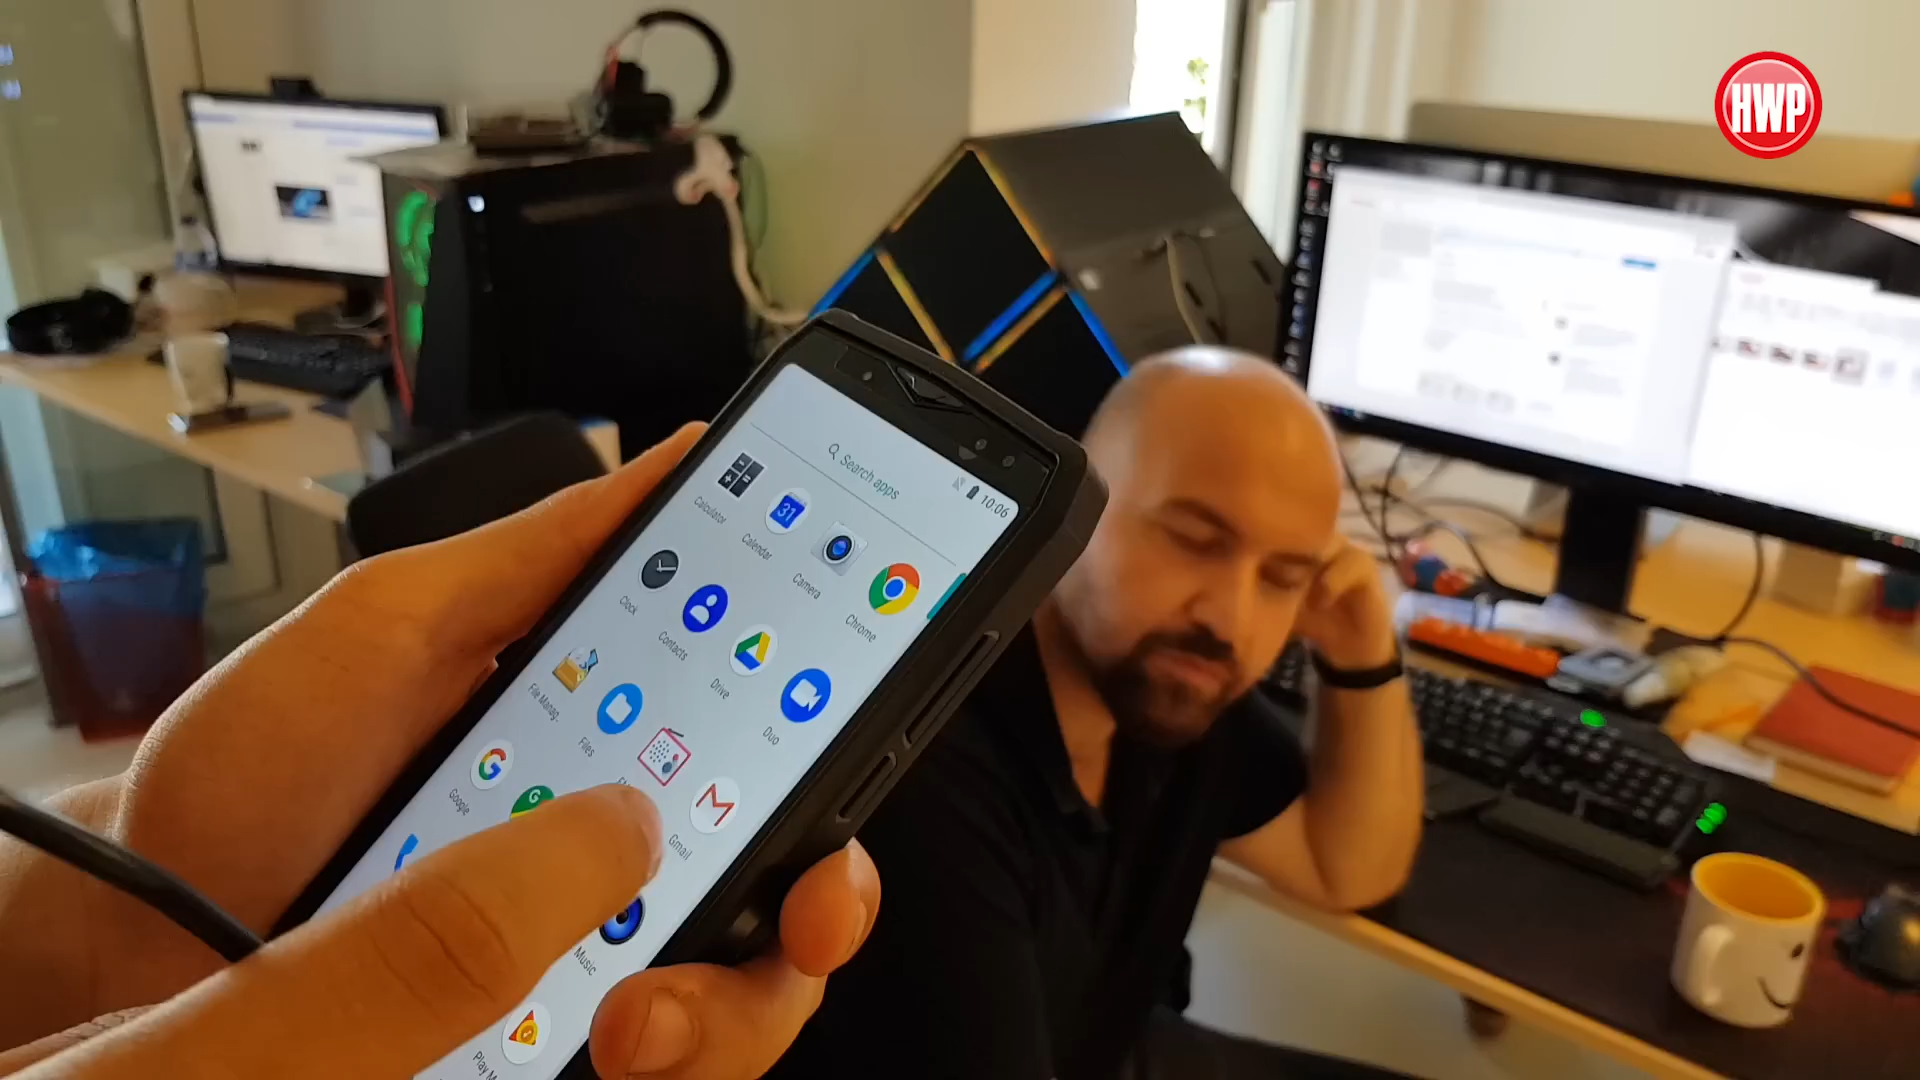 HWP
Search apps
10:06
Calculator
31
Calendar
Camera
Chrome
Clock
Contacts
Drive
Duo
File Manag..
Files
Google
G
Gmail
Music
Play M